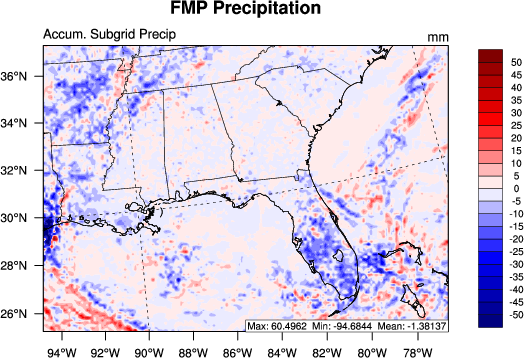 FMP Precipitation
Accum. Subgrid Precip mm
36°N
34°N
32°N
30°N
28°N
26°N
94°W 92°W 90°W 88°W 86°W 84°W 82°W 80°W 78°W
Max: 60.4962 Min: -94.6844 Mean: -1.38137
50
45
40
35
30
25
20
15
10
5
0
-5
-10
-15
-20
-25
-30
-35
-40
-45
-50